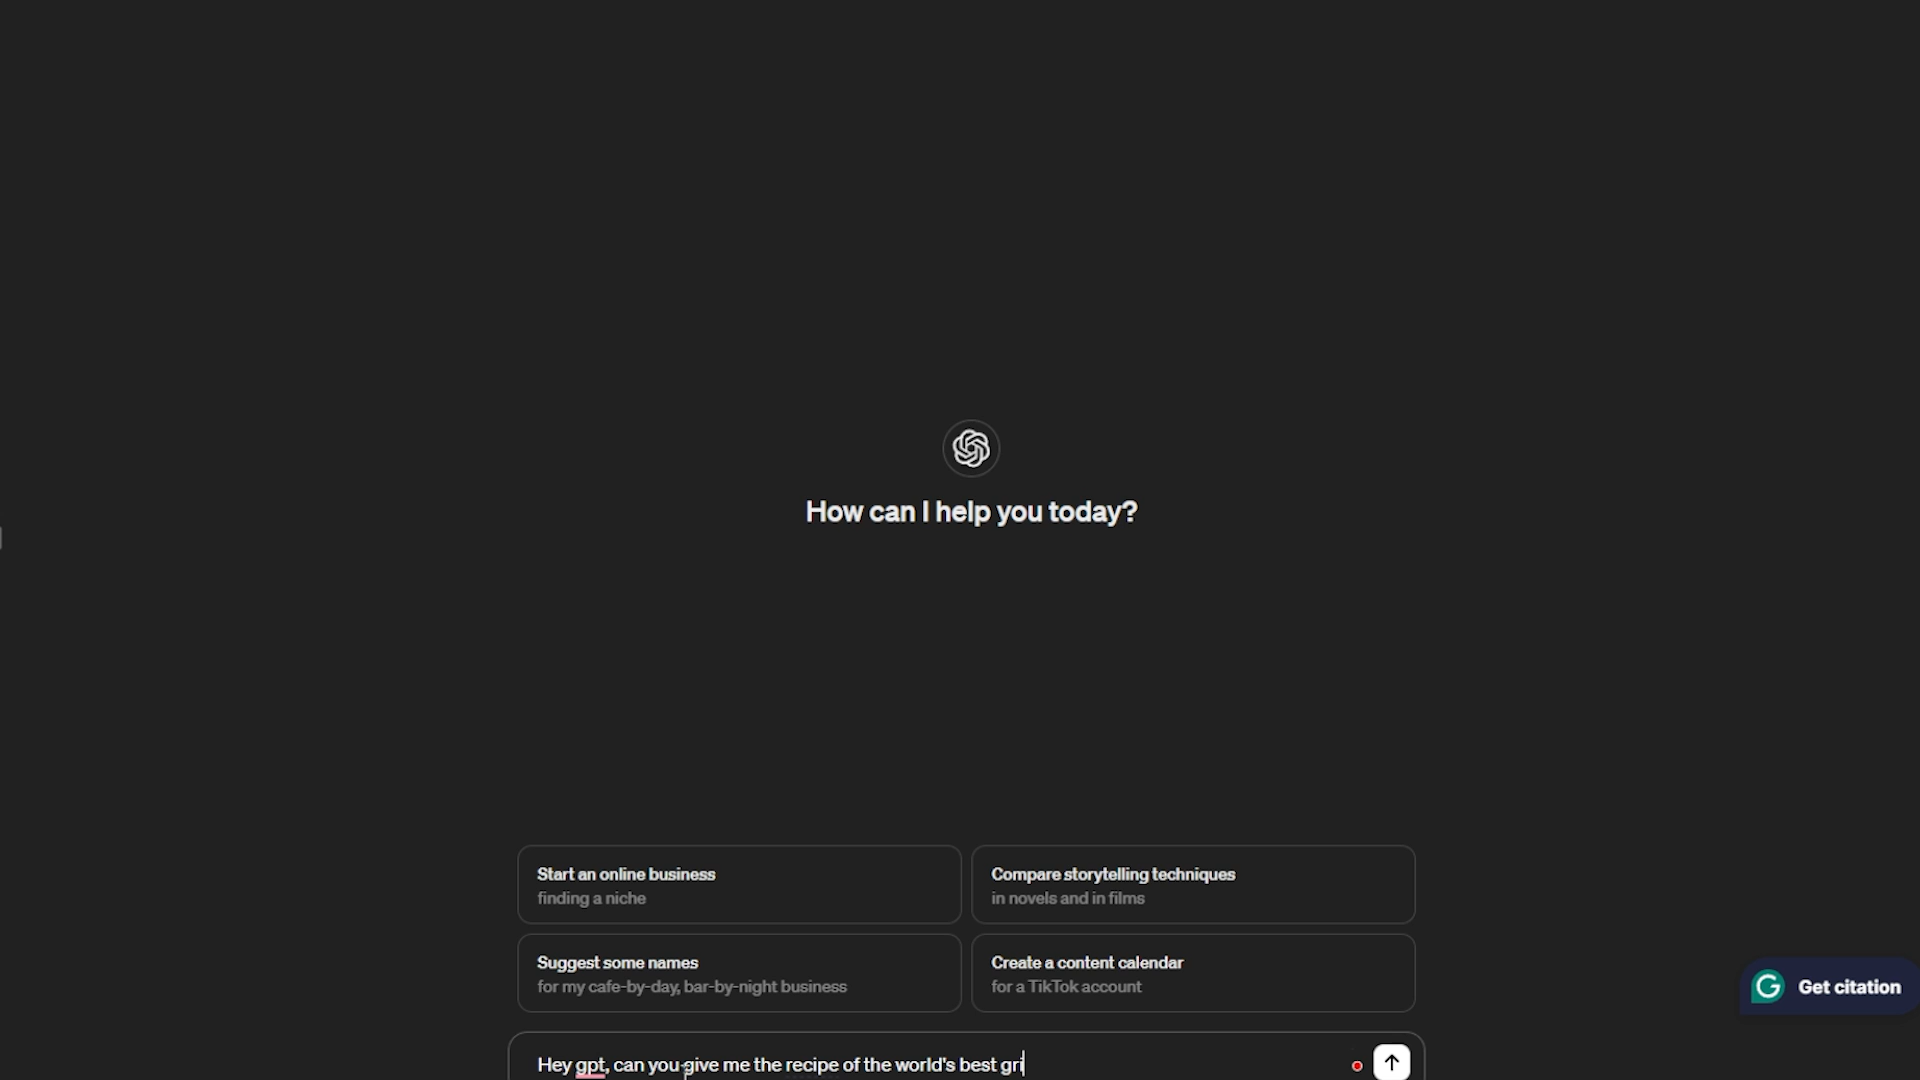 How can I help you today?
Start an online business
finding a niche
Compare storytelling techniques
in novels and in films
Suggest some names
for my cafe-by-day, bar-by-night business
Create a content calendar
for a TikTok account
Get citation
Hey gpt, can you give me the recipe of the world's best gri